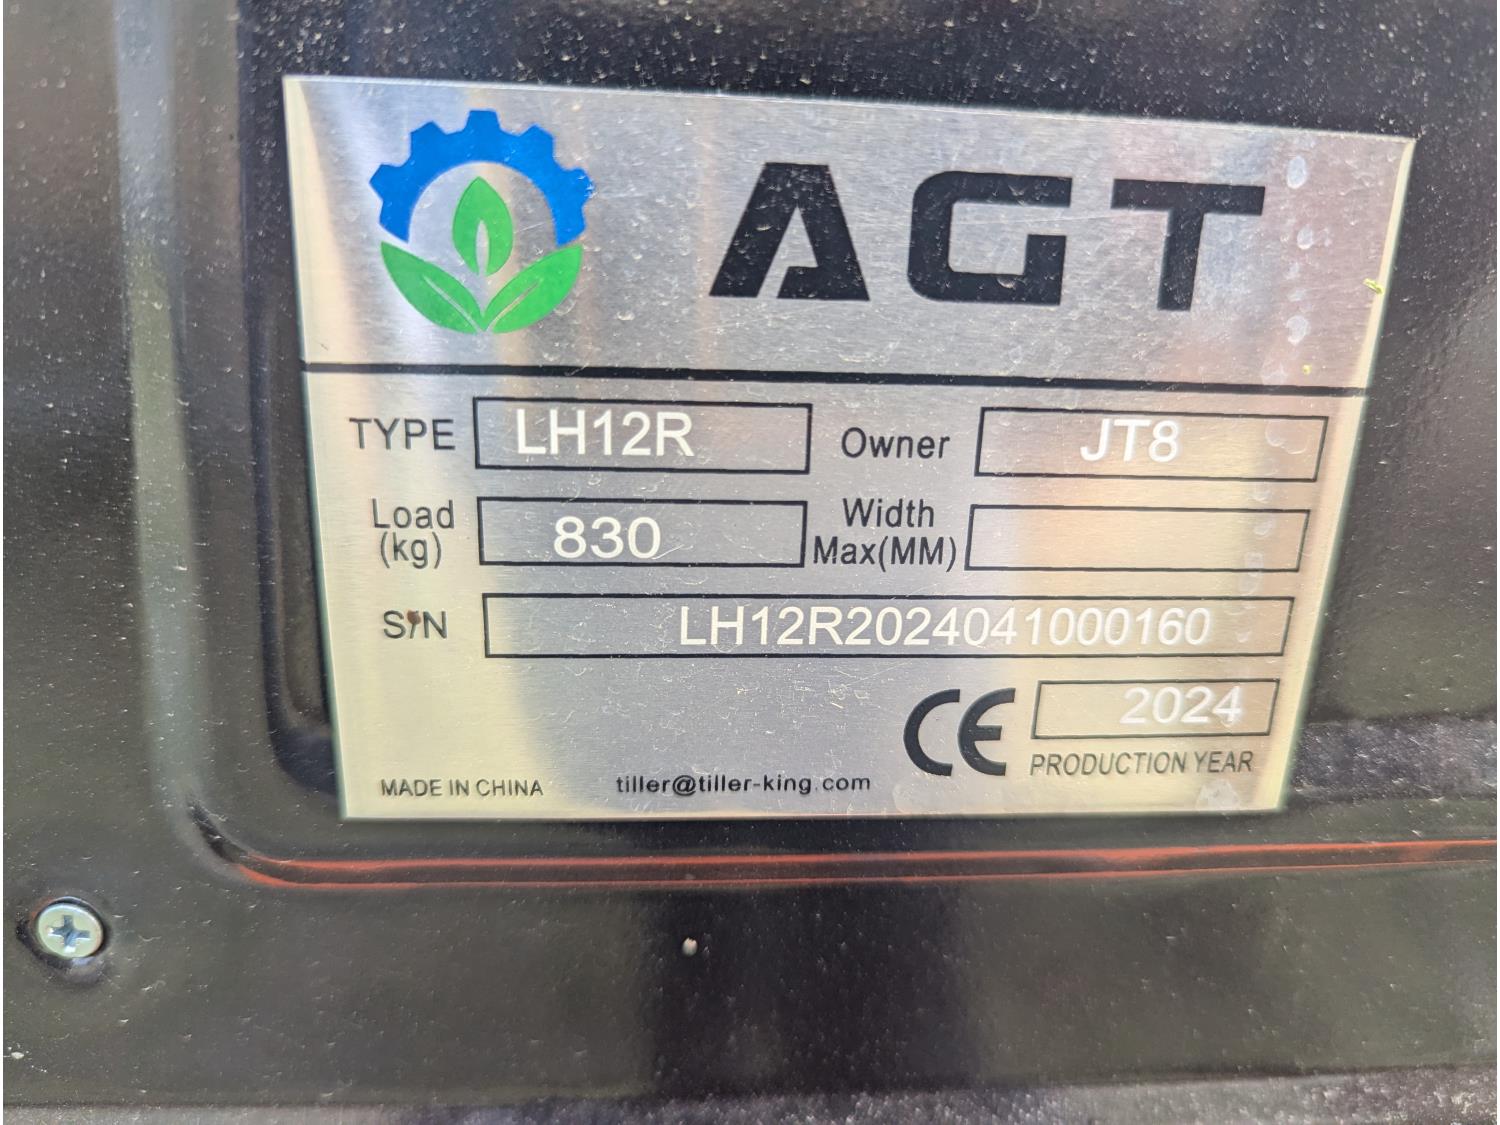 AGT
TYPE LH12R Owner JT8
Load (kg) 830 Width Max(MM)
S/N LH12R2024041000160
CE 2024
PRODUCTION YEAR
MADE IN CHINA tiller@tiller-king.com